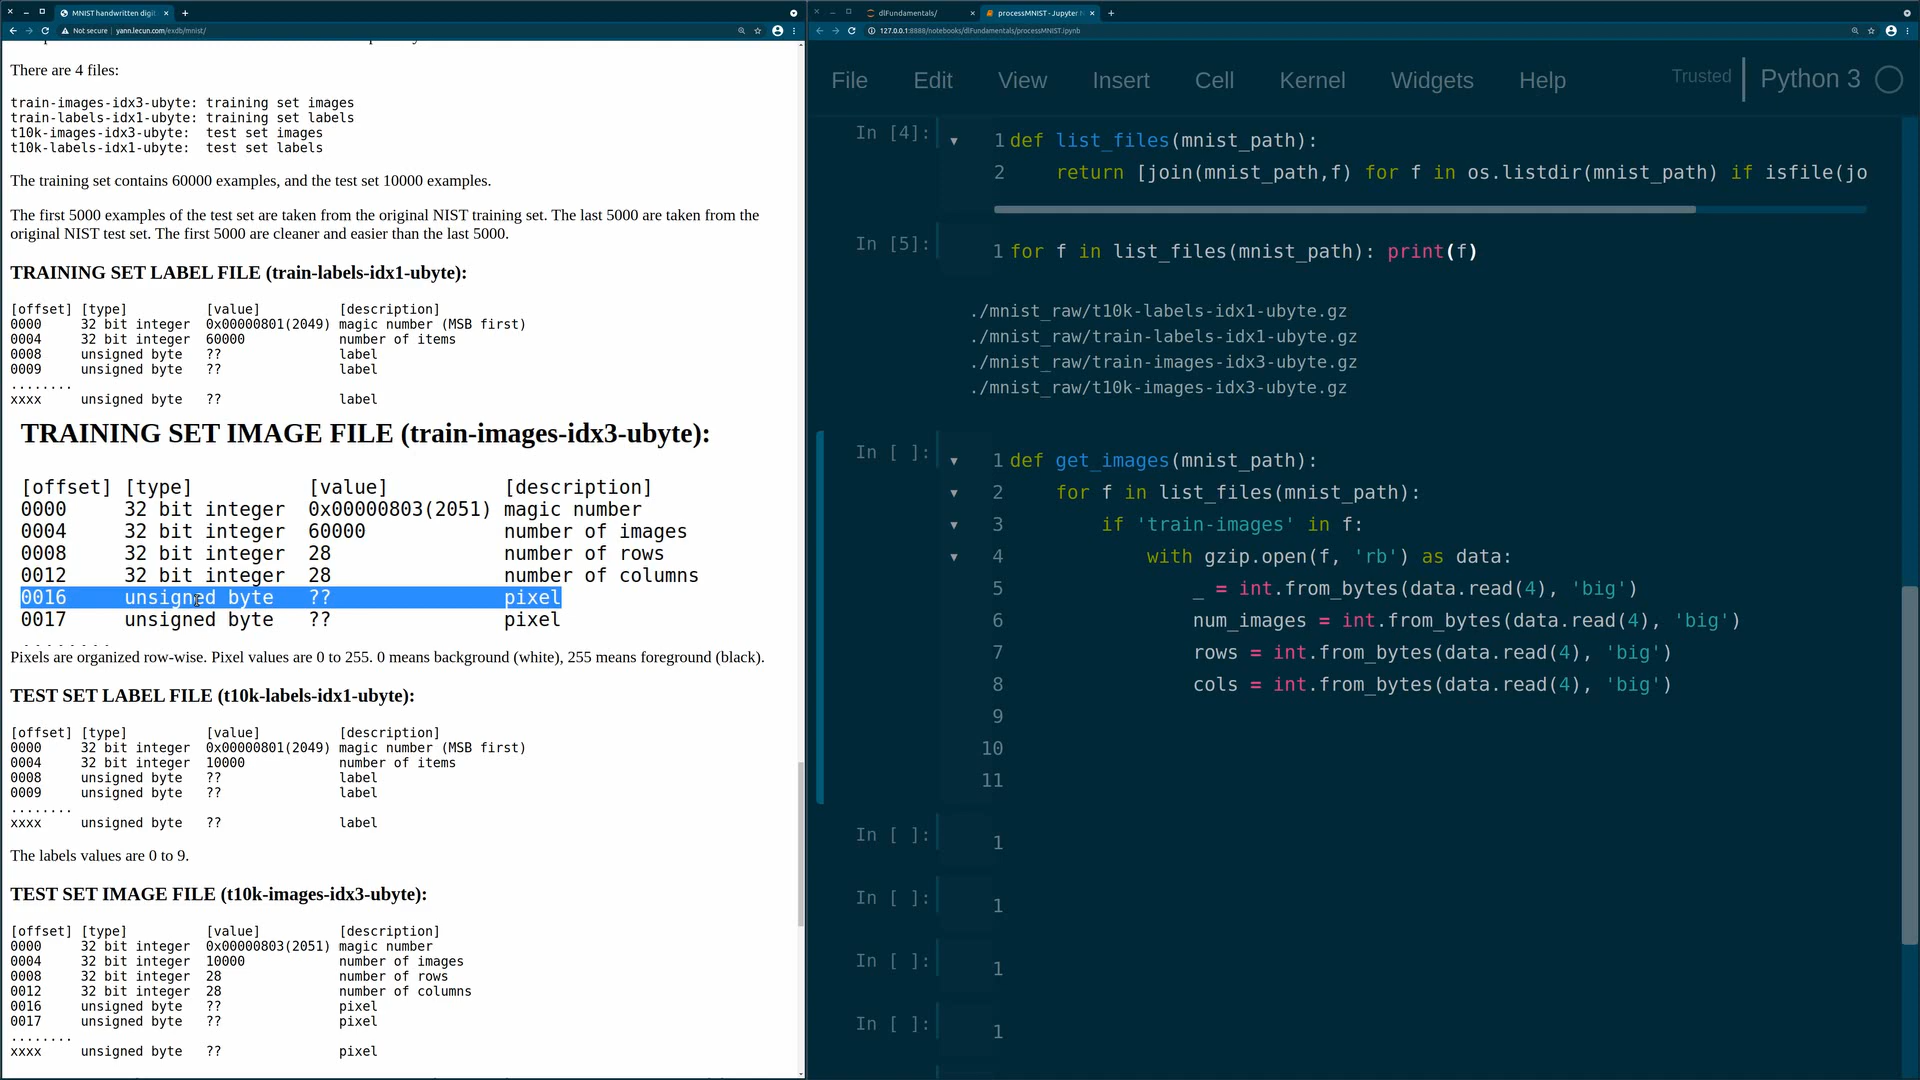 MNIST handwritten digit
Not secure | yann.lecun.com/exdb/mnist/
There are 4 files:
train-images-idx3-ubyte: training set images
train-labels-idx1-ubyte: training set labels
t10k-images-idx3-ubyte:  test set images
t10k-labels-idx1-ubyte:  test set labels
The training set contains 60000 examples, and the test set 10000 examples.
The first 5000 examples of the test set are taken from the original NIST training set. The last 5000 are taken from the
original NIST test set. The first 5000 are cleaner and easier than the last 5000.
TRAINING SET LABEL FILE (train-labels-idx1-ubyte):
[offset] [type]          [value]          [description]
0000     32 bit integer  0x00000801(2049) magic number (MSB first)
0004     32 bit integer  60000            number of items
0008     unsigned byte   ??               label
0009     unsigned byte   ??               label
........
xxxx     unsigned byte   ??               label
TRAINING SET IMAGE FILE (train-images-idx3-ubyte):
[offset] [type]          [value]          [description]
0000     32 bit integer  0x00000803(2051) magic number
0004     32 bit integer  60000            number of images
0008     32 bit integer  28               number of rows
0012     32 bit integer  28               number of columns
0016     unsigned byte   ??               pixel
0017     unsigned byte   ??               pixel
........
Pixels are organized row-wise. Pixel values are 0 to 255. 0 means background (white), 255 means foreground (black).
TEST SET LABEL FILE (t10k-labels-idx1-ubyte):
[offset] [type]          [value]          [description]
0000     32 bit integer  0x00000801(2049) magic number (MSB first)
0004     32 bit integer  10000            number of items
0008     unsigned byte   ??               label
0009     unsigned byte   ??               label
........
xxxx     unsigned byte   ??               label
The labels values are 0 to 9.
TEST SET IMAGE FILE (t10k-images-idx3-ubyte):
[offset] [type]          [value]          [description]
0000     32 bit integer  0x00000803(2051) magic number
0004     32 bit integer  10000            number of images
0008     32 bit integer  28               number of rows
0012     32 bit integer  28               number of columns
0016     unsigned byte   ??               pixel
0017     unsigned byte   ??               pixel
........
xxxx     unsigned byte   ??               pixel
dlFundamentals/
processMNIST - Jupyter
127.0.0.1:8888/notebooks/dlFundamentals/processMNIST.ipynb
File Edit View Insert Cell Kernel Widgets Help Trusted Python 3
In [4]: 1 def list_files(mnist_path):
2     return [join(mnist_path,f) for f in os.listdir(mnist_path) if isfile(jo
In [5]: 1 for f in list_files(mnist_path): print(f)
./mnist_raw/t10k-labels-idx1-ubyte.gz
./mnist_raw/train-labels-idx1-ubyte.gz
./mnist_raw/train-images-idx3-ubyte.gz
./mnist_raw/t10k-images-idx3-ubyte.gz
In [ ]: 1 def get_images(mnist_path):
2     for f in list_files(mnist_path):
3         if 'train-images' in f:
4             with gzip.open(f, 'rb') as data:
5                 _ = int.from_bytes(data.read(4), 'big')
6                 num_images = int.from_bytes(data.read(4), 'big')
7                 rows = int.from_bytes(data.read(4), 'big')
8                 cols = int.from_bytes(data.read(4), 'big')
9
10
11
In [ ]: 1
In [ ]: 1
In [ ]: 1
In [ ]: 1